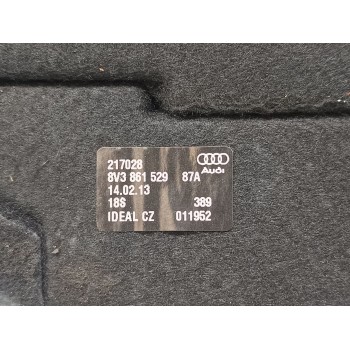 217028
8V3 861 529 87A
Audi
14.02.13
18S 389
IDEAL CZ 011952